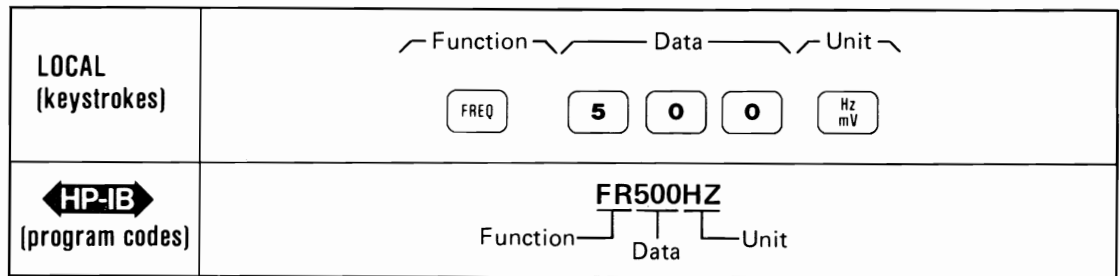 LOCAL
(keystrokes)
Function Data Unit
FREQ 5 0 0 Hz
mV
HP-IB
(program codes)
FR500HZ
Function Data Unit